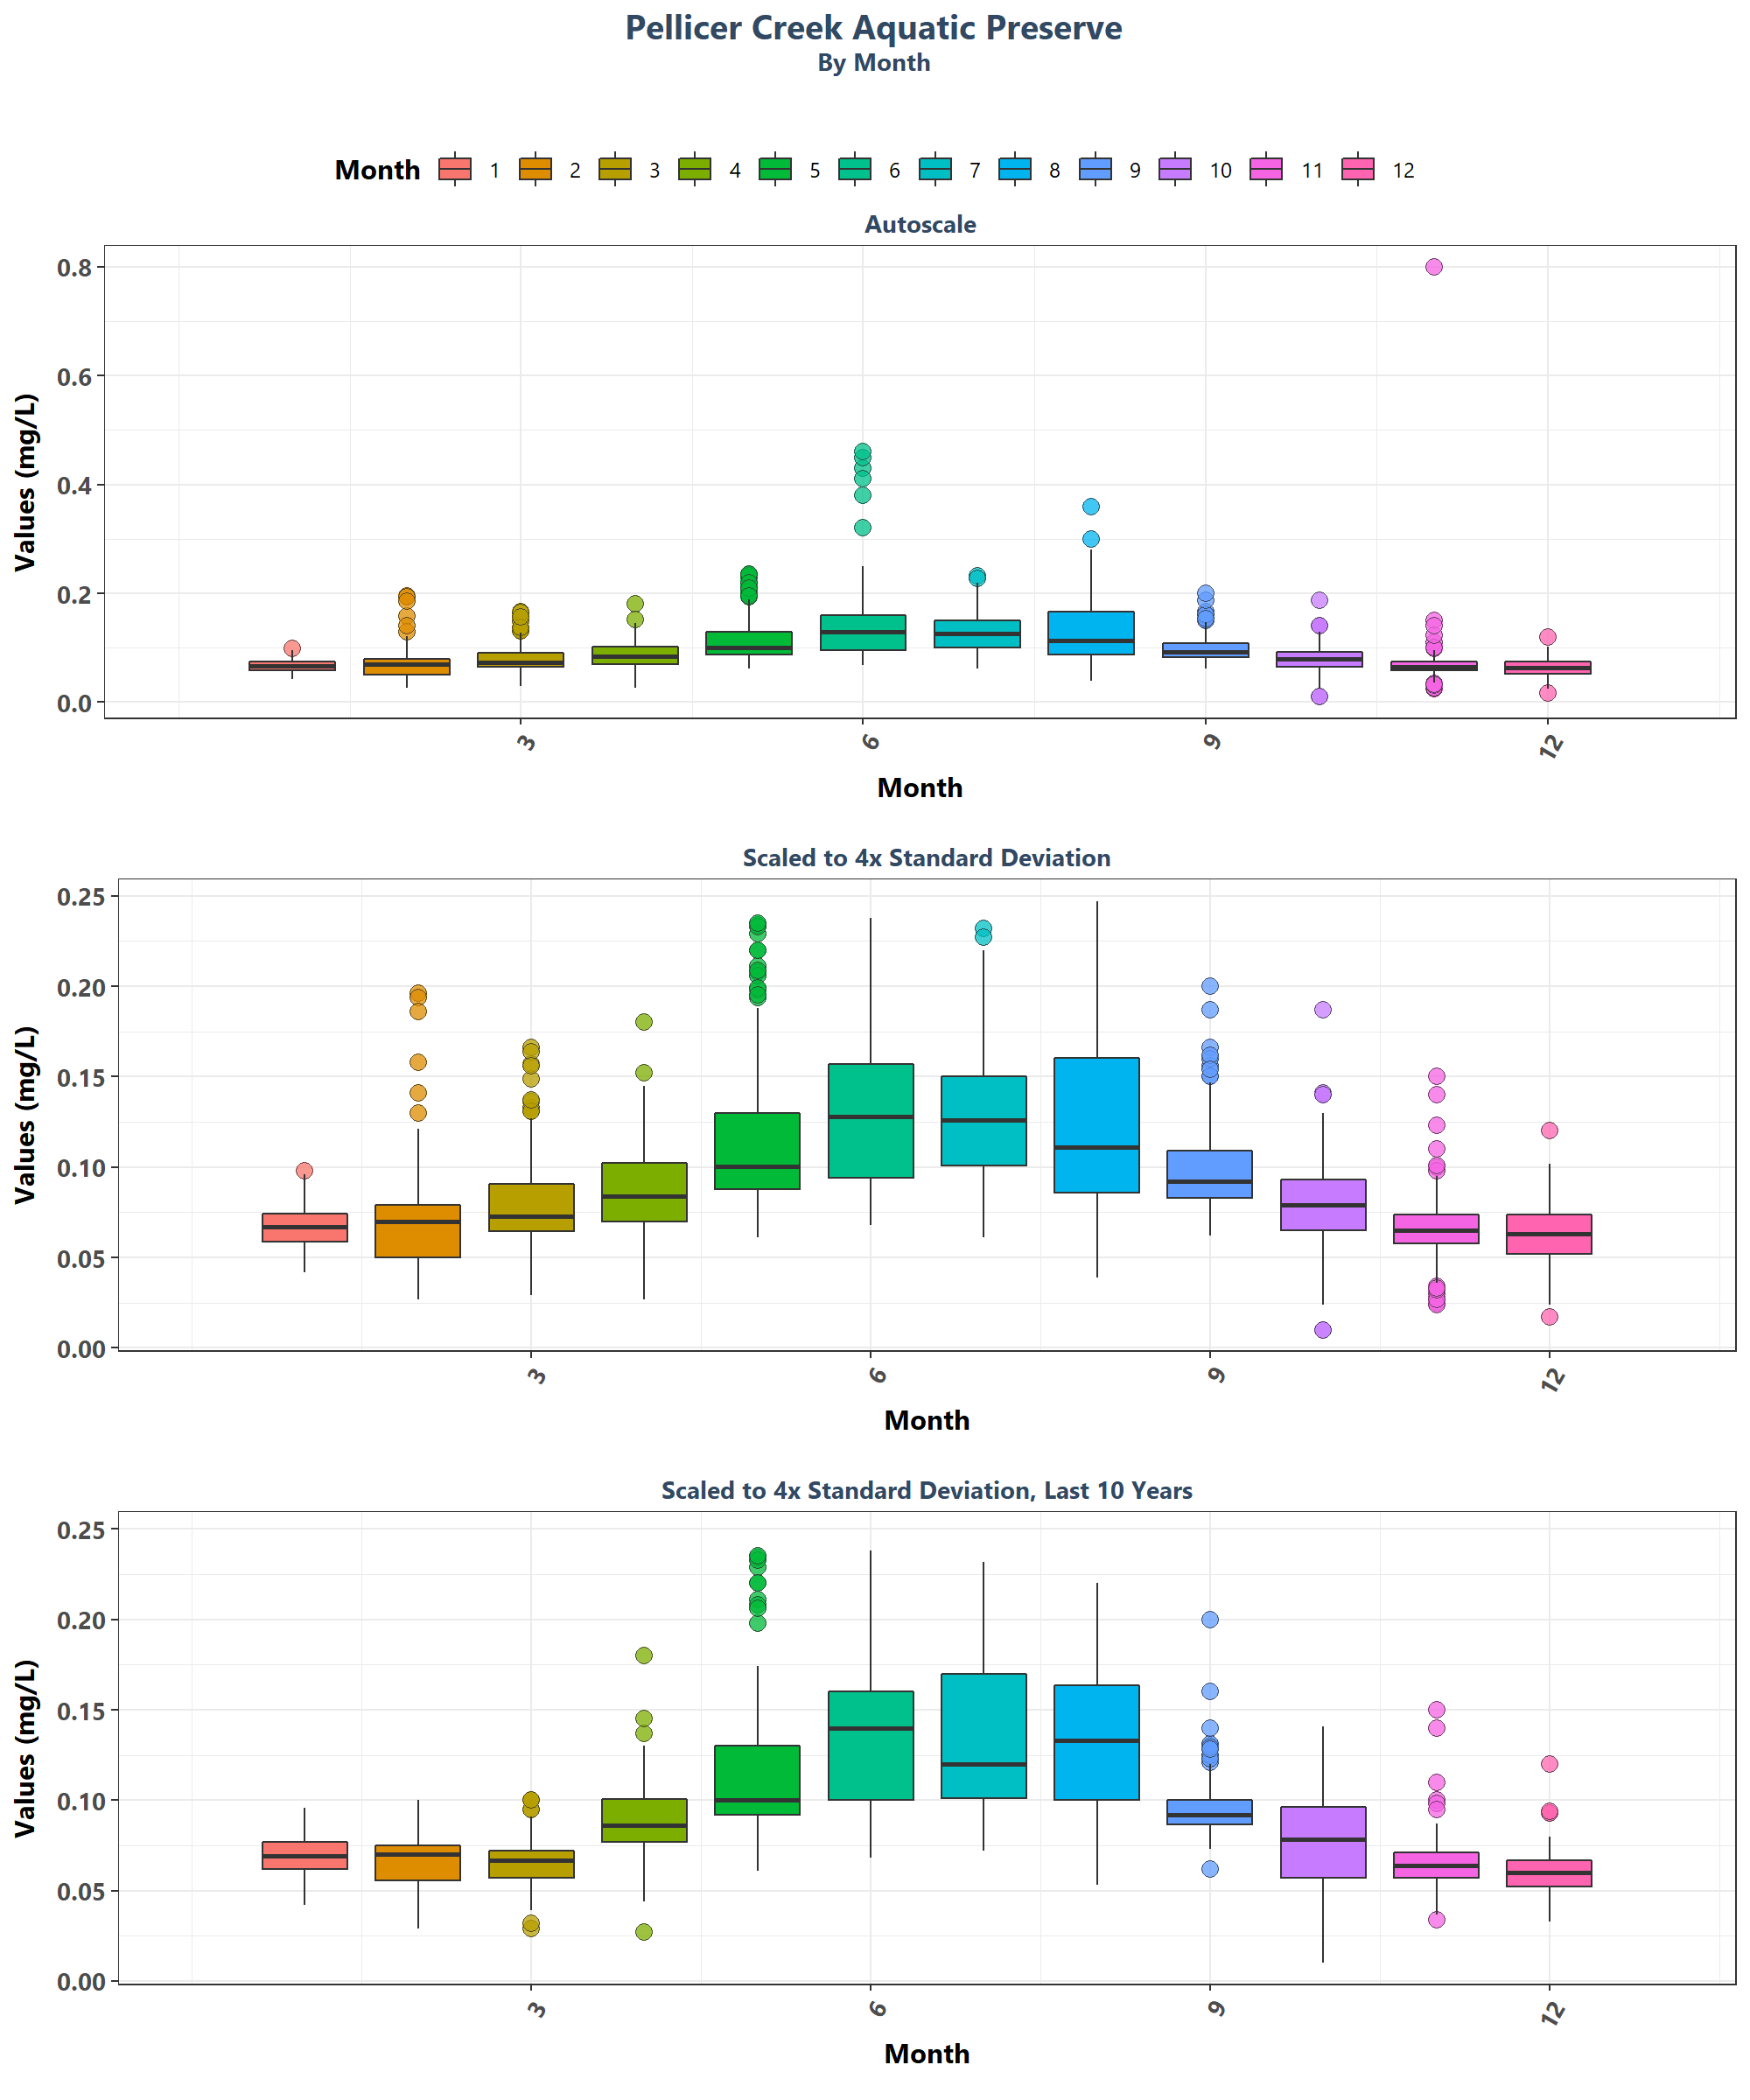 Pellicer Creek Aquatic Preserve
By Month
Month 1 2 3 4 5 6 7 8 9 10 11 12
Autoscale
Values (mg/L)
0.8
0.6
0.4
0.2
0.0
3 6 9 12
Month
Scaled to 4x Standard Deviation
Values (mg/L)
0.25
0.20
0.15
0.10
0.05
0.00
3 6 9 12
Month
Scaled to 4x Standard Deviation, Last 10 Years
Values (mg/L)
0.25
0.20
0.15
0.10
0.05
0.00
3 6 9 12
Month